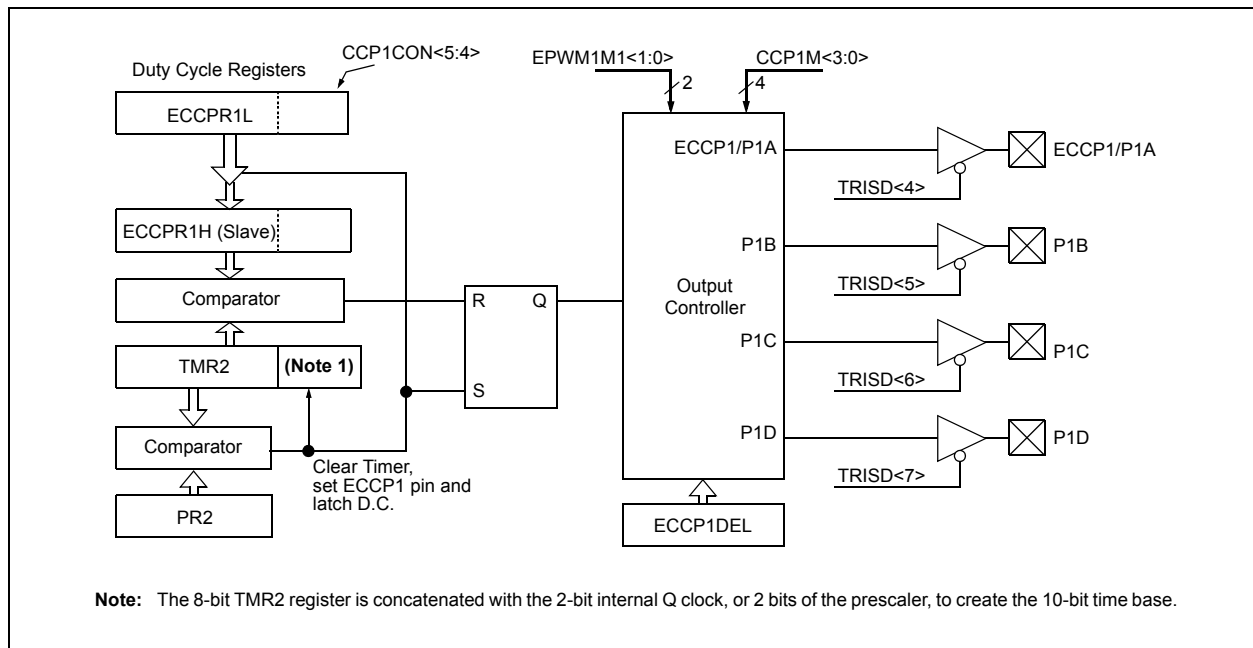 CCP1CON<5:4>
Duty Cycle Registers
EPWM1M1<1:0>
CCP1M<3:0>
2
4
ECCPR1L
ECCP1/P1A
ECCP1/P1A
TRISD<4>
ECCPR1H (Slave)
P1B
P1B
Comparator
R
Q
Output
Controller
TRISD<5>
TMR2
(Note 1)
P1C
P1C
S
TRISD<6>
Comparator
P1D
P1D
Clear Timer,
set ECCP1 pin and
latch D.C.
TRISD<7>
PR2
ECCP1DEL
Note: The 8-bit TMR2 register is concatenated with the 2-bit internal Q clock, or 2 bits of the prescaler, to create the 10-bit time base.